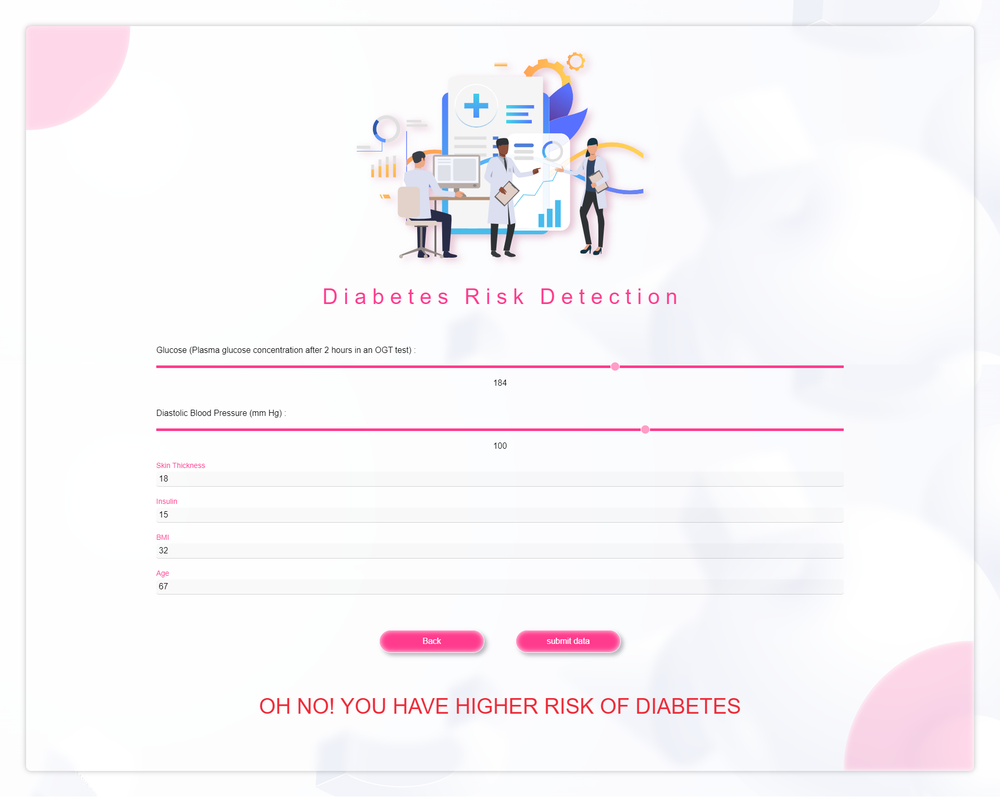 Diabetes Risk Detection
Glucose (Plasma glucose concentration after 2 hours in an OGT test) :
184
Diastolic Blood Pressure (mm Hg) :
100
Skin Thickness
18
Insulin
15
BMI
32
Age
67
Back
submit data
OH NO! YOU HAVE HIGHER RISK OF DIABETES